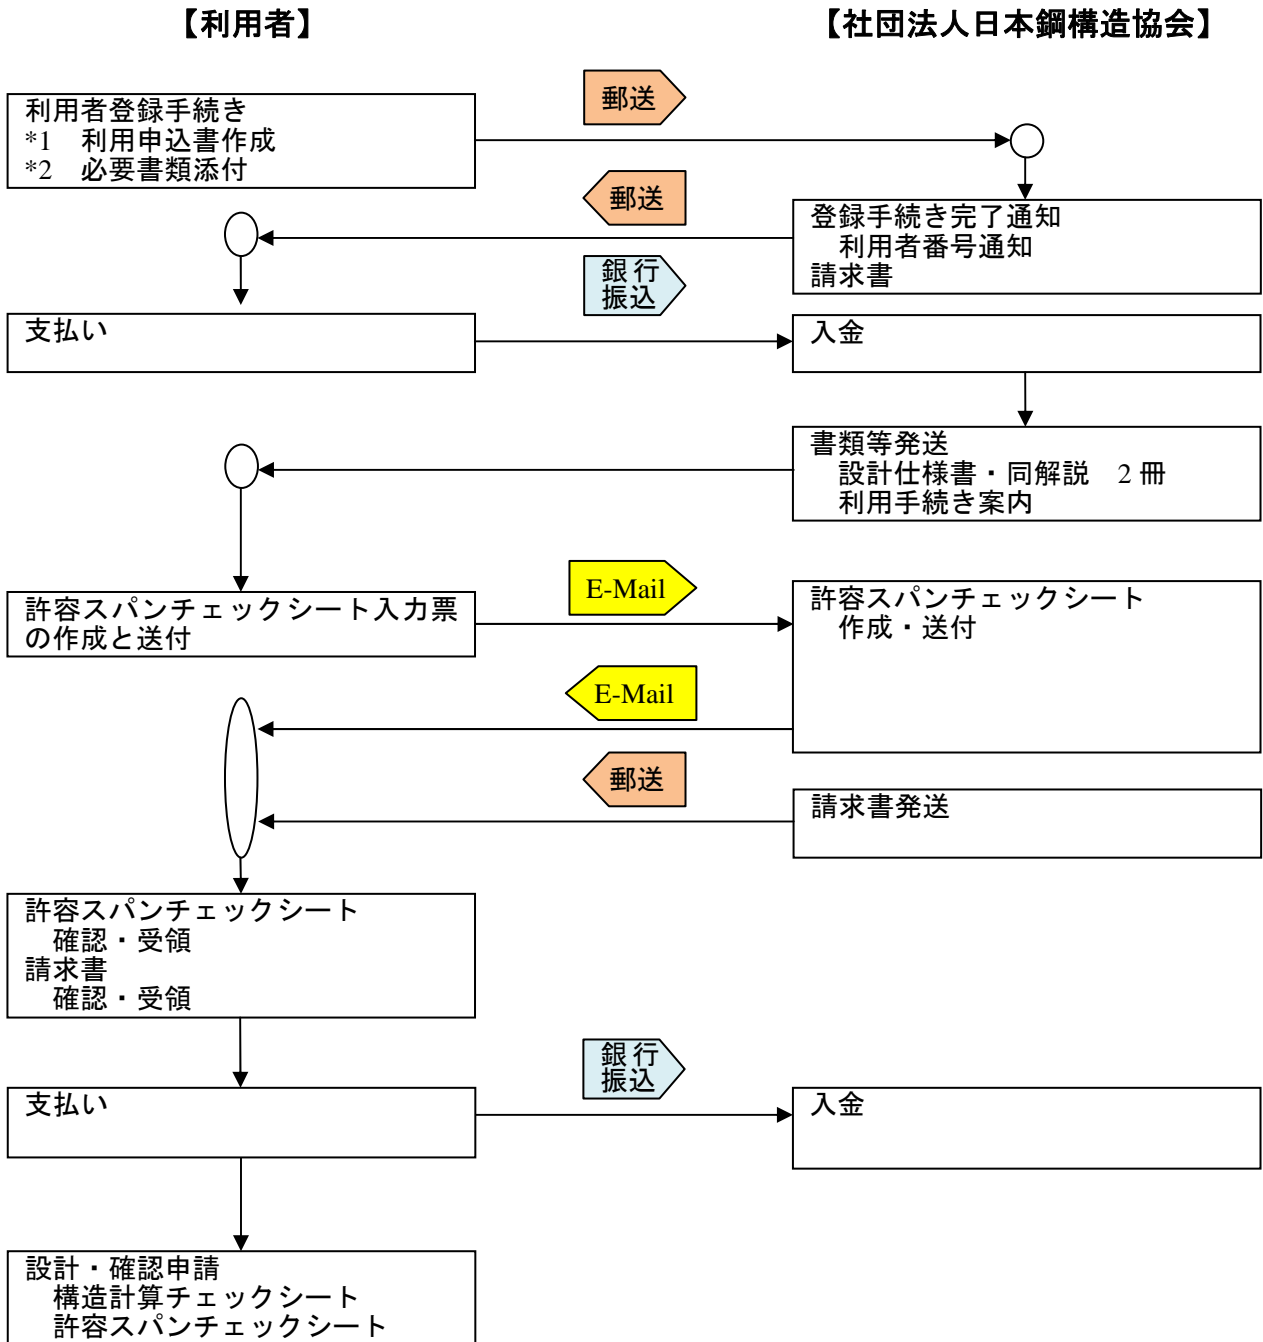 【利用者】
【社団法人日本鋼構造協会】
郵送
利用者登録手続き
*1　利用申込書作成
*2　必要書類添付
郵送
登録手続き完了通知
　利用者番号通知
請求書
銀行
振込
支払い
入金
書類等発送
　設計仕様書・同解説　2 冊
　利用手続き案内
E-Mail
許容スパンチェックシート入力票
の作成と送付
許容スパンチェックシート
　作成・送付
E-Mail
郵送
請求書発送
許容スパンチェックシート
　確認・受領
請求書
　確認・受領
銀行
振込
支払い
入金
設計・確認申請
　構造計算チェックシート
　許容スパンチェックシート